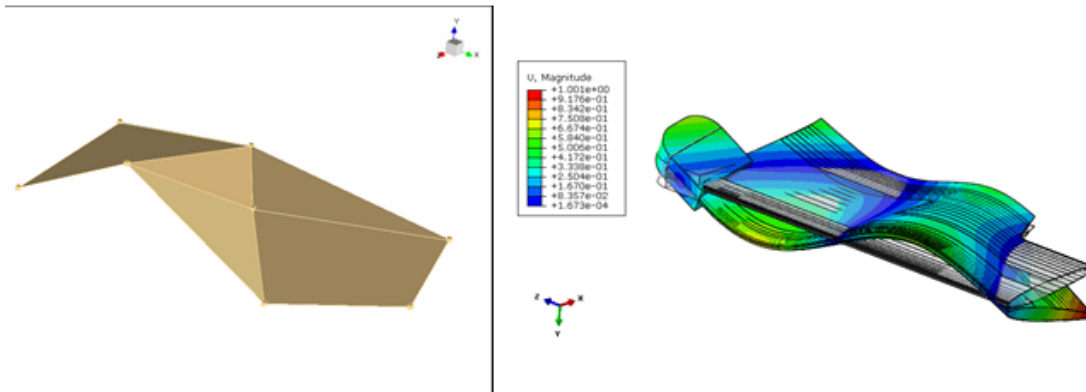 Y
Z
X
U, Magnitude
+1.001e+00
+9.176e-01
+8.342e-01
+7.508e-01
+6.674e-01
+5.840e-01
+5.006e-01
+4.172e-01
+3.338e-01
+2.504e-01
+1.670e-01
+8.357e-02
+1.673e-04
Z
X
Y